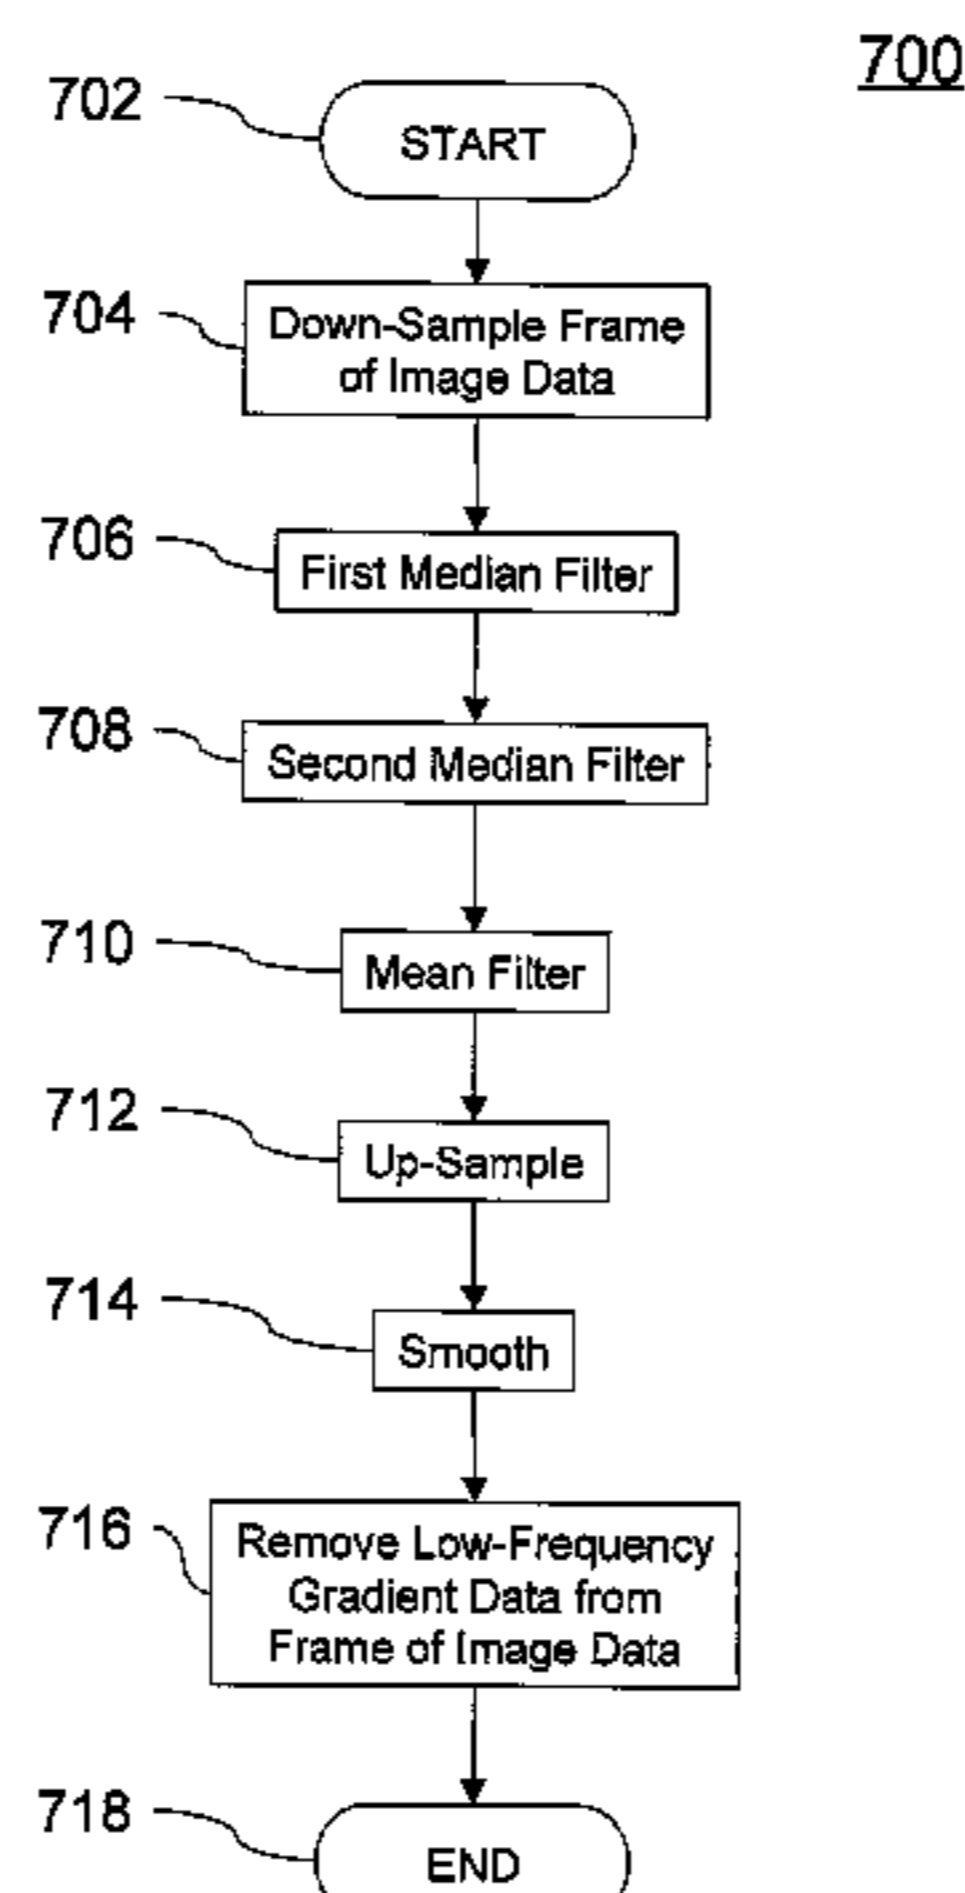 700
702
START
704
Down-Sample Frame
of Image Data
706
First Median Filter
708
Second Median Filter
710
Mean Filter
712
Up-Sample
714
Smooth
716
Remove Low-Frequency
Gradient Data from
Frame of Image Data
718
END